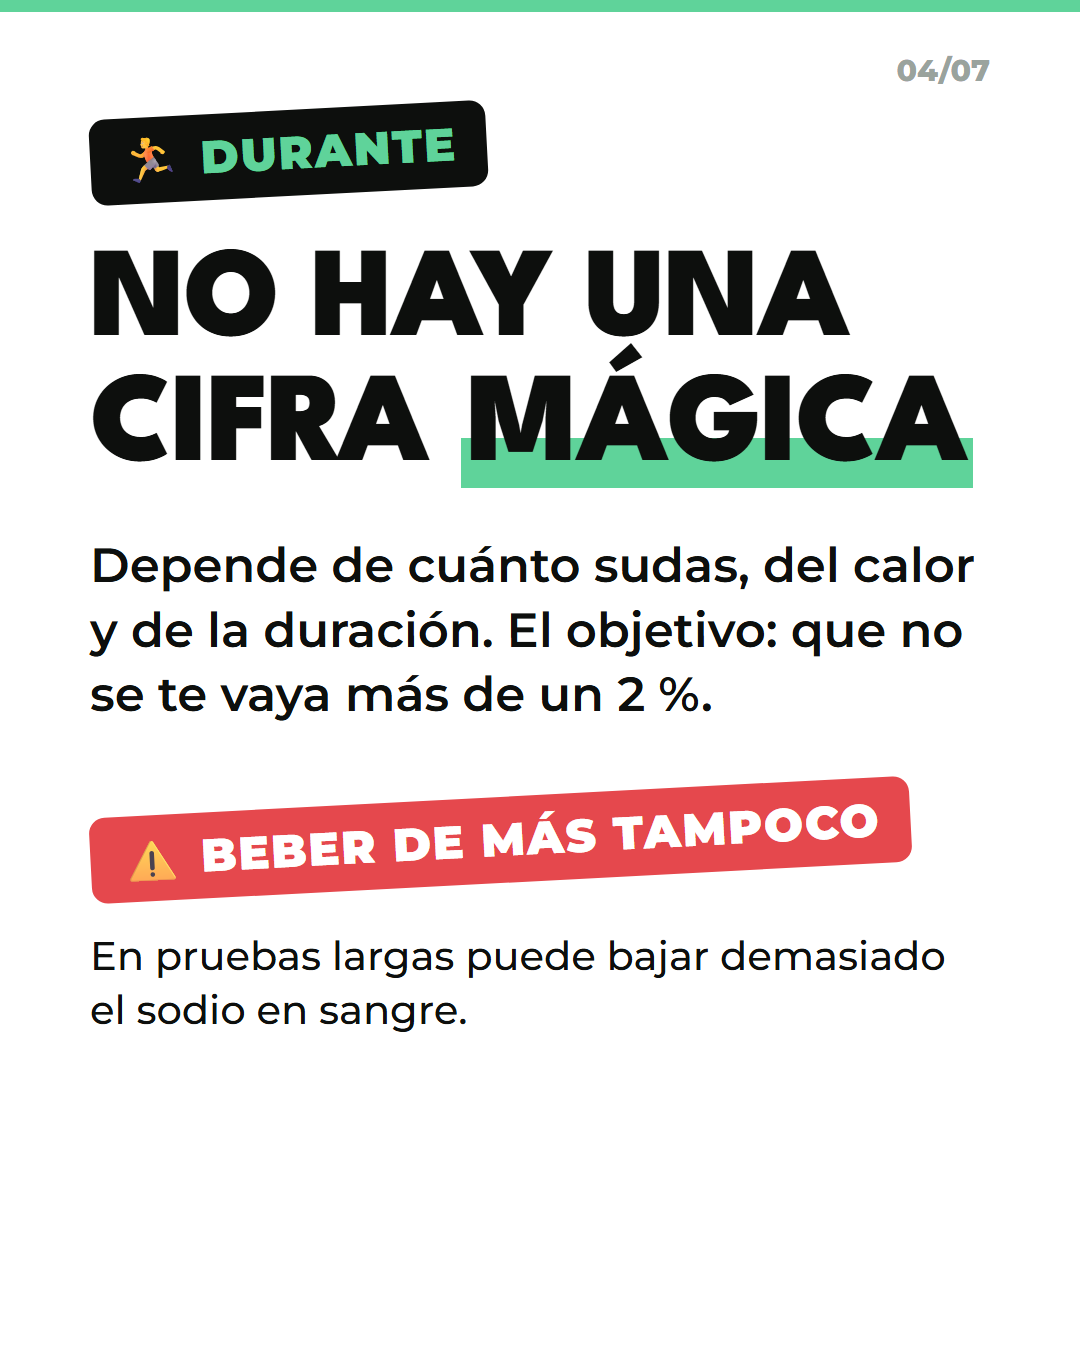 04/07
DURANTE
NO HAY UNA
CIFRA MÁGICA
Depende de cuánto sudas, del calor
y de la duración. El objetivo: que no
se te vaya más de un 2 %.
BEBER DE MÁS TAMPOCO
En pruebas largas puede bajar demasiado
el sodio en sangre.